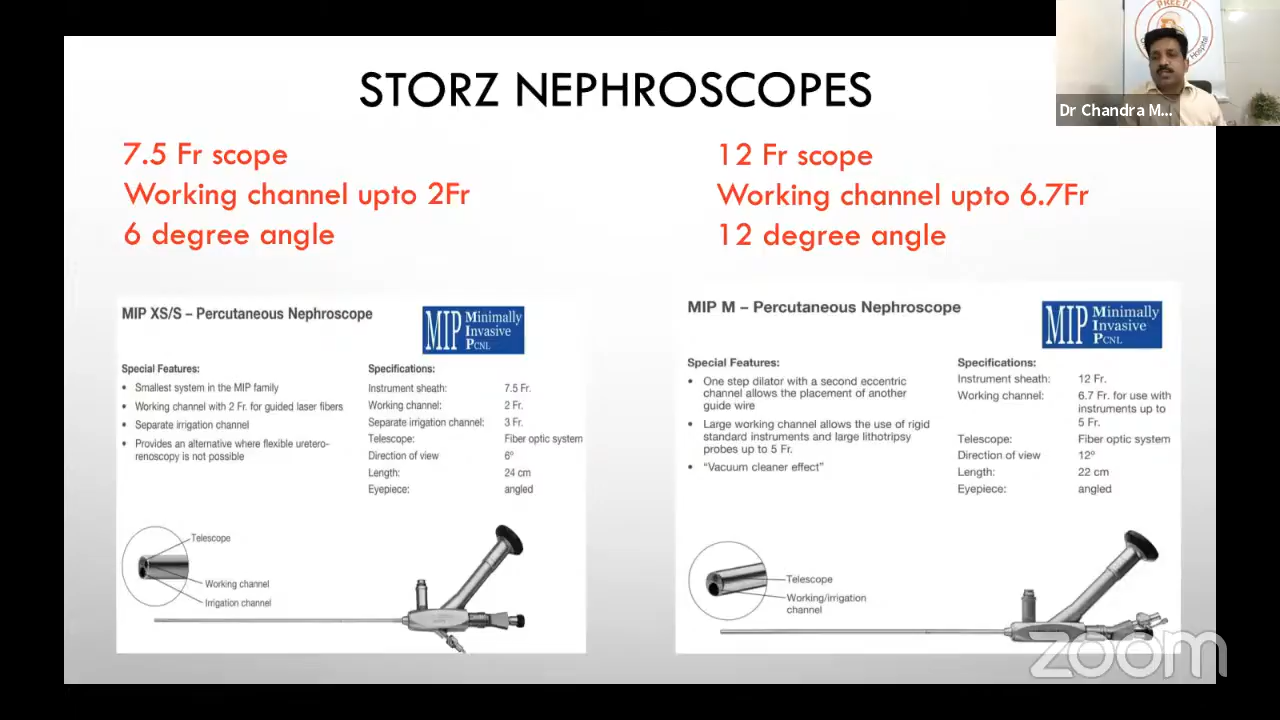 STORZ NEPHROSCOPES
7.5 Fr scope
Working channel upto 2Fr
6 degree angle
12 Fr scope
Working channel upto 6.7Fr
12 degree angle
MIP XS/S – Percutaneous Nephroscope
MIP Minimally
Invasive
PCNL
Special Features:
• Smallest system in the MIP family
• Working channel with 2 Fr. for guided laser fibers
• Separate irrigation channel
• Provides an alternative where flexible uretero-
renoscopy is not possible
Specifications:
Instrument sheath: 7.5 Fr.
Working channel: 2 Fr.
Separate irrigation channel: 3 Fr.
Telescope: Fiber optic system
Direction of view 6°
Length: 24 cm
Eyepiece: angled
Telescope
Working channel
Irrigation channel
MIP M – Percutaneous Nephroscope
MIP Minimally
Invasive
PCNL
Special Features:
• One step dilator with a second eccentric
channel allows the placement of another
guide wire
• Large working channel allows the use of rigid
standard instruments and large lithotripsy
probes up to 5 Fr.
• “Vacuum cleaner effect”
Specifications:
Instrument sheath: 12 Fr.
Working channel: 6.7 Fr. for use with
instruments up to
5 Fr.
Telescope: Fiber optic system
Direction of view 12°
Length: 22 cm
Eyepiece: angled
Telescope
Working/irrigation
channel
PREETI
Hospital
Dr Chandra M...
zoom